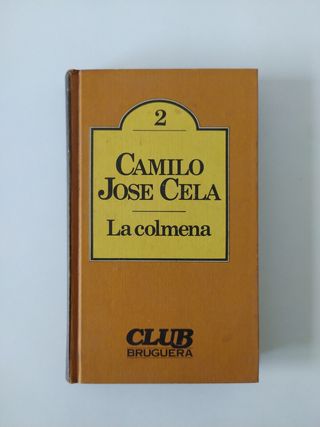 2
CAMILO
JOSE CELA
La colmena
CLUB
BRUGUERA